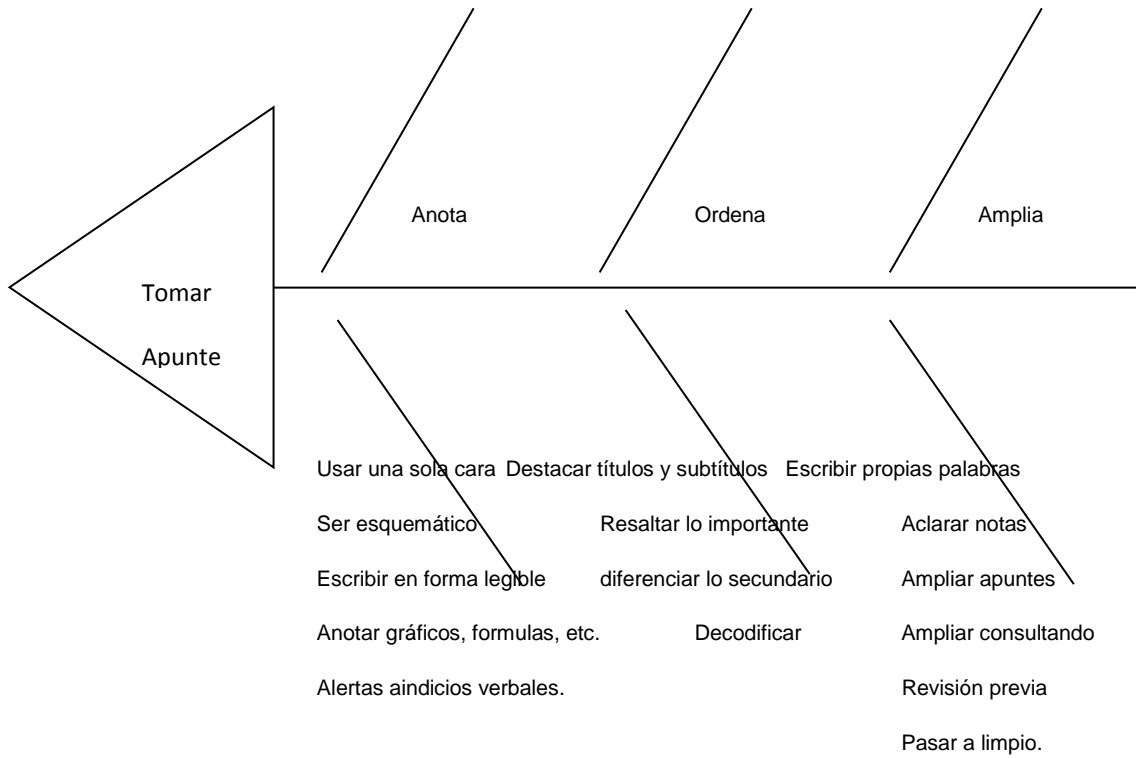 Anota Ordena Amplia
Tomar
Apunte
Usar una sola cara Destacar títulos y subtítulos Escribir propias palabras
Ser esquemático Resaltar lo importante Aclarar notas
Escribir en forma legible diferenciar lo secundario Ampliar apuntes
Anotar gráficos, formulas, etc. Decodificar Ampliar consultando
Alertas aindicios verbales. Revisión previa
Pasar a limpio.